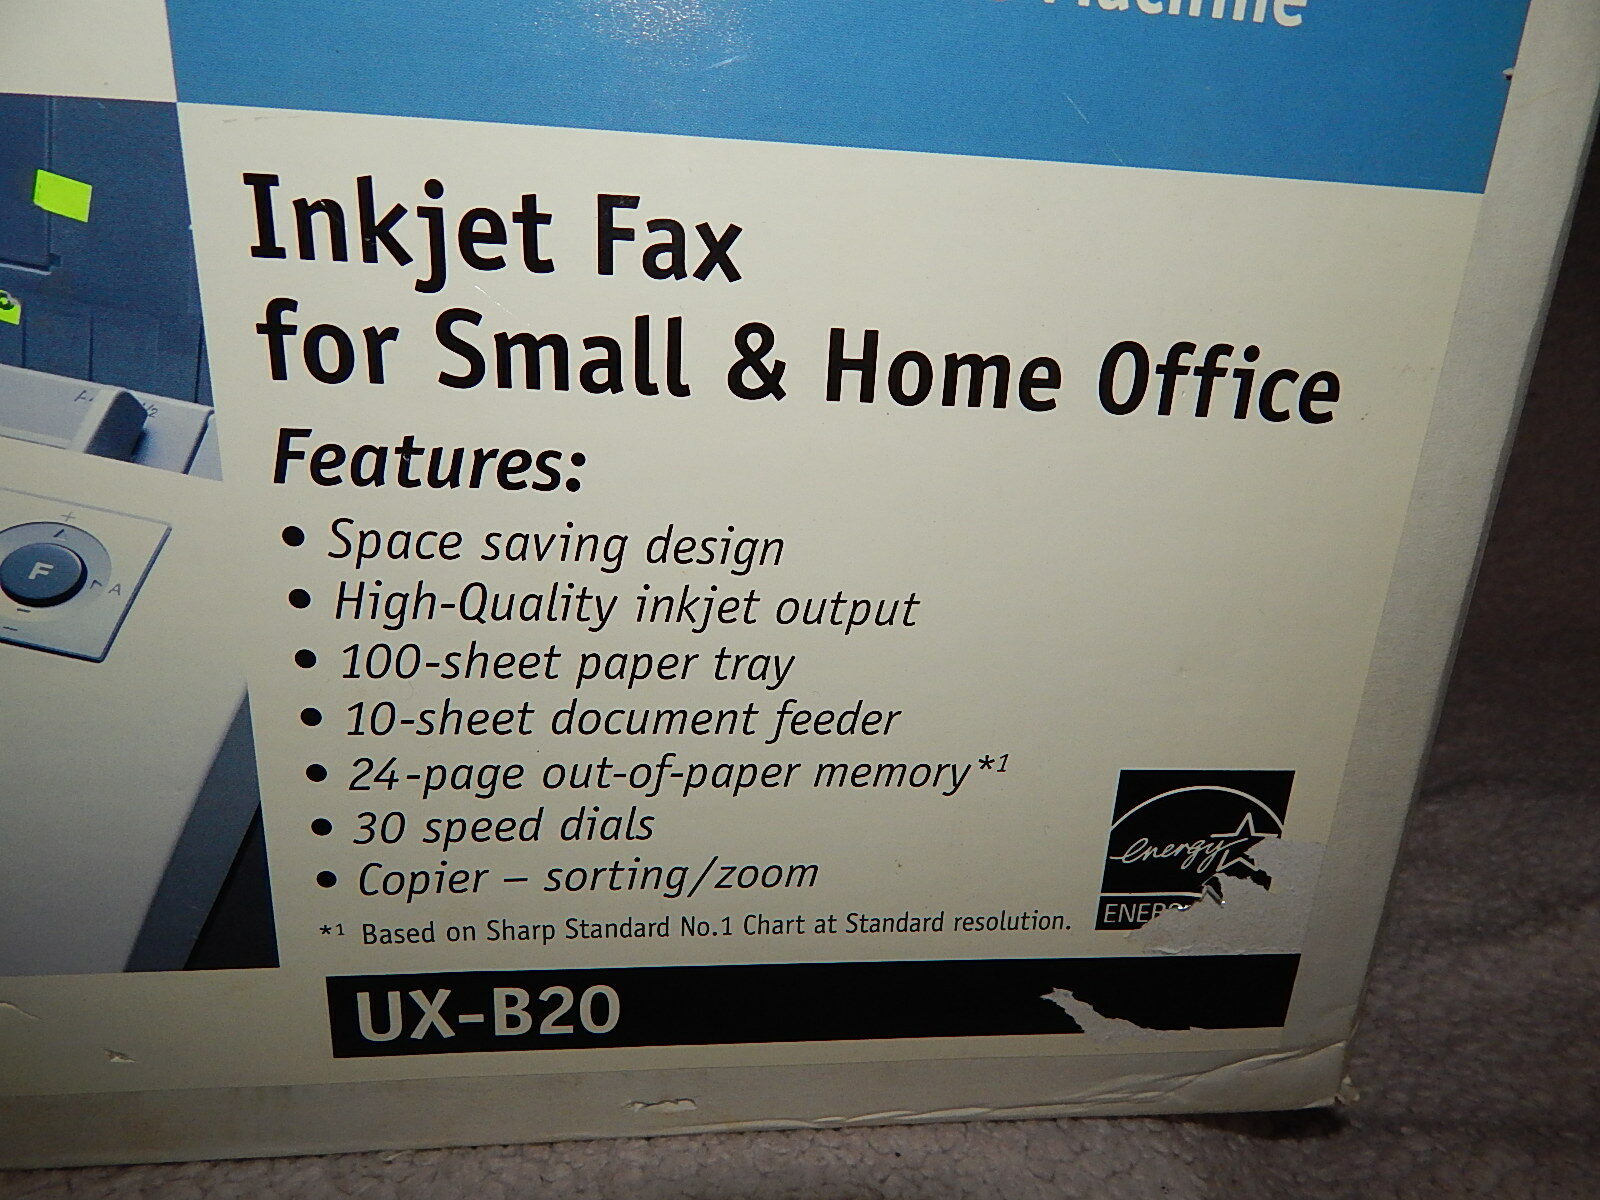 Machine
Inkjet Fax
for Small & Home Office
Features:
• Space saving design
• High-Quality inkjet output
• 100-sheet paper tray
• 10-sheet document feeder
• 24-page out-of-paper memory*1
• 30 speed dials
• Copier – sorting/zoom
*1 Based on Sharp Standard No.1 Chart at Standard resolution.
energy
UX-B20
F
A